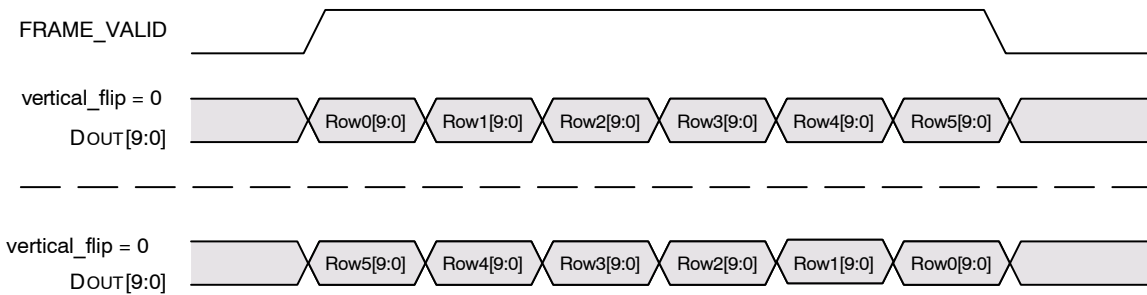 FRAME_VALID
vertical_flip = 0
DOUT[9:0]
Row0[9:0] Row1[9:0] Row2[9:0] Row3[9:0] Row4[9:0] Row5[9:0]
vertical_flip = 0
DOUT[9:0]
Row5[9:0] Row4[9:0] Row3[9:0] Row2[9:0] Row1[9:0] Row0[9:0]